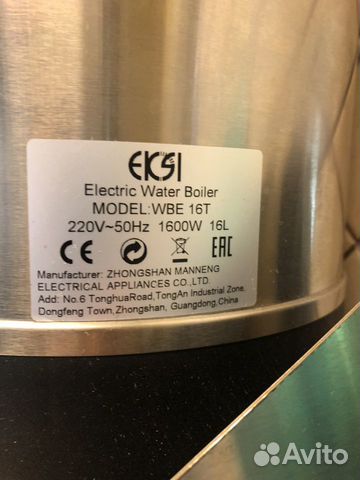 EKSI
Electric Water Boiler
MODEL:WBE 16T
220V~50Hz 1600W 16L
CE EAC
Manufacturer: ZHONGSHAN MANNENG
ELECTRICAL APPLIANCES CO.,LTD.
Add: No.6 TonghuaRoad,TongAn Industrial Zone,
Dongfeng Town,Zhongshan, Guangdong,China
Avito